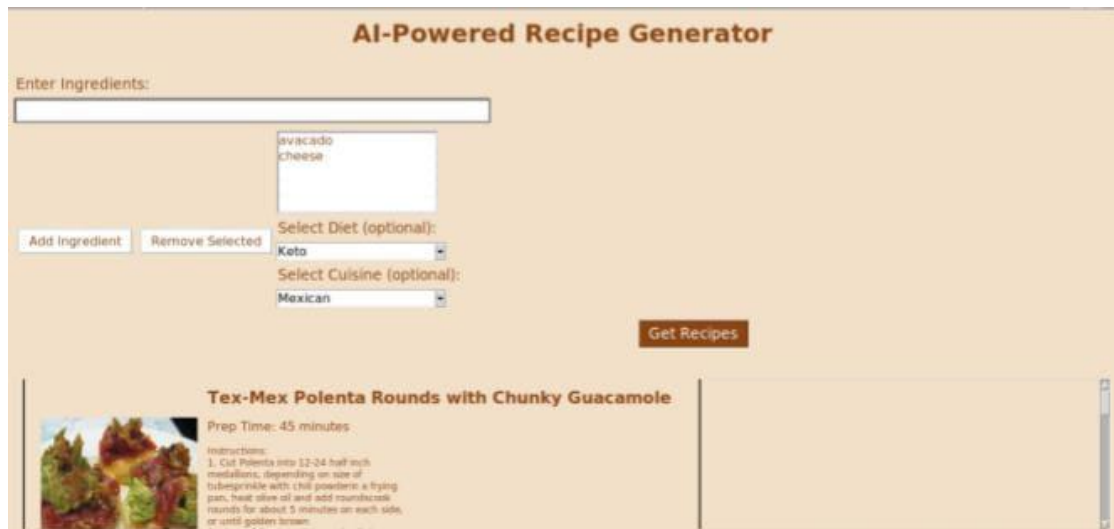 AI-Powered Recipe Generator
Enter Ingredients:
avacado
cheese
Add Ingredient
Remove Selected
Select Diet (optional):
Keto
Select Cuisine (optional):
Mexican
Get Recipes
Tex-Mex Polenta Rounds with Chunky Guacamole
Prep Time: 45 minutes
Instructions:
1. Cut Polenta into 12-24 half inch
medallions, depending on size of
tubesprinkle with chili powderin a frying
pan, heat olive oil and add roundscook
rounds for about 5 minutes on each side,
or until golden brown